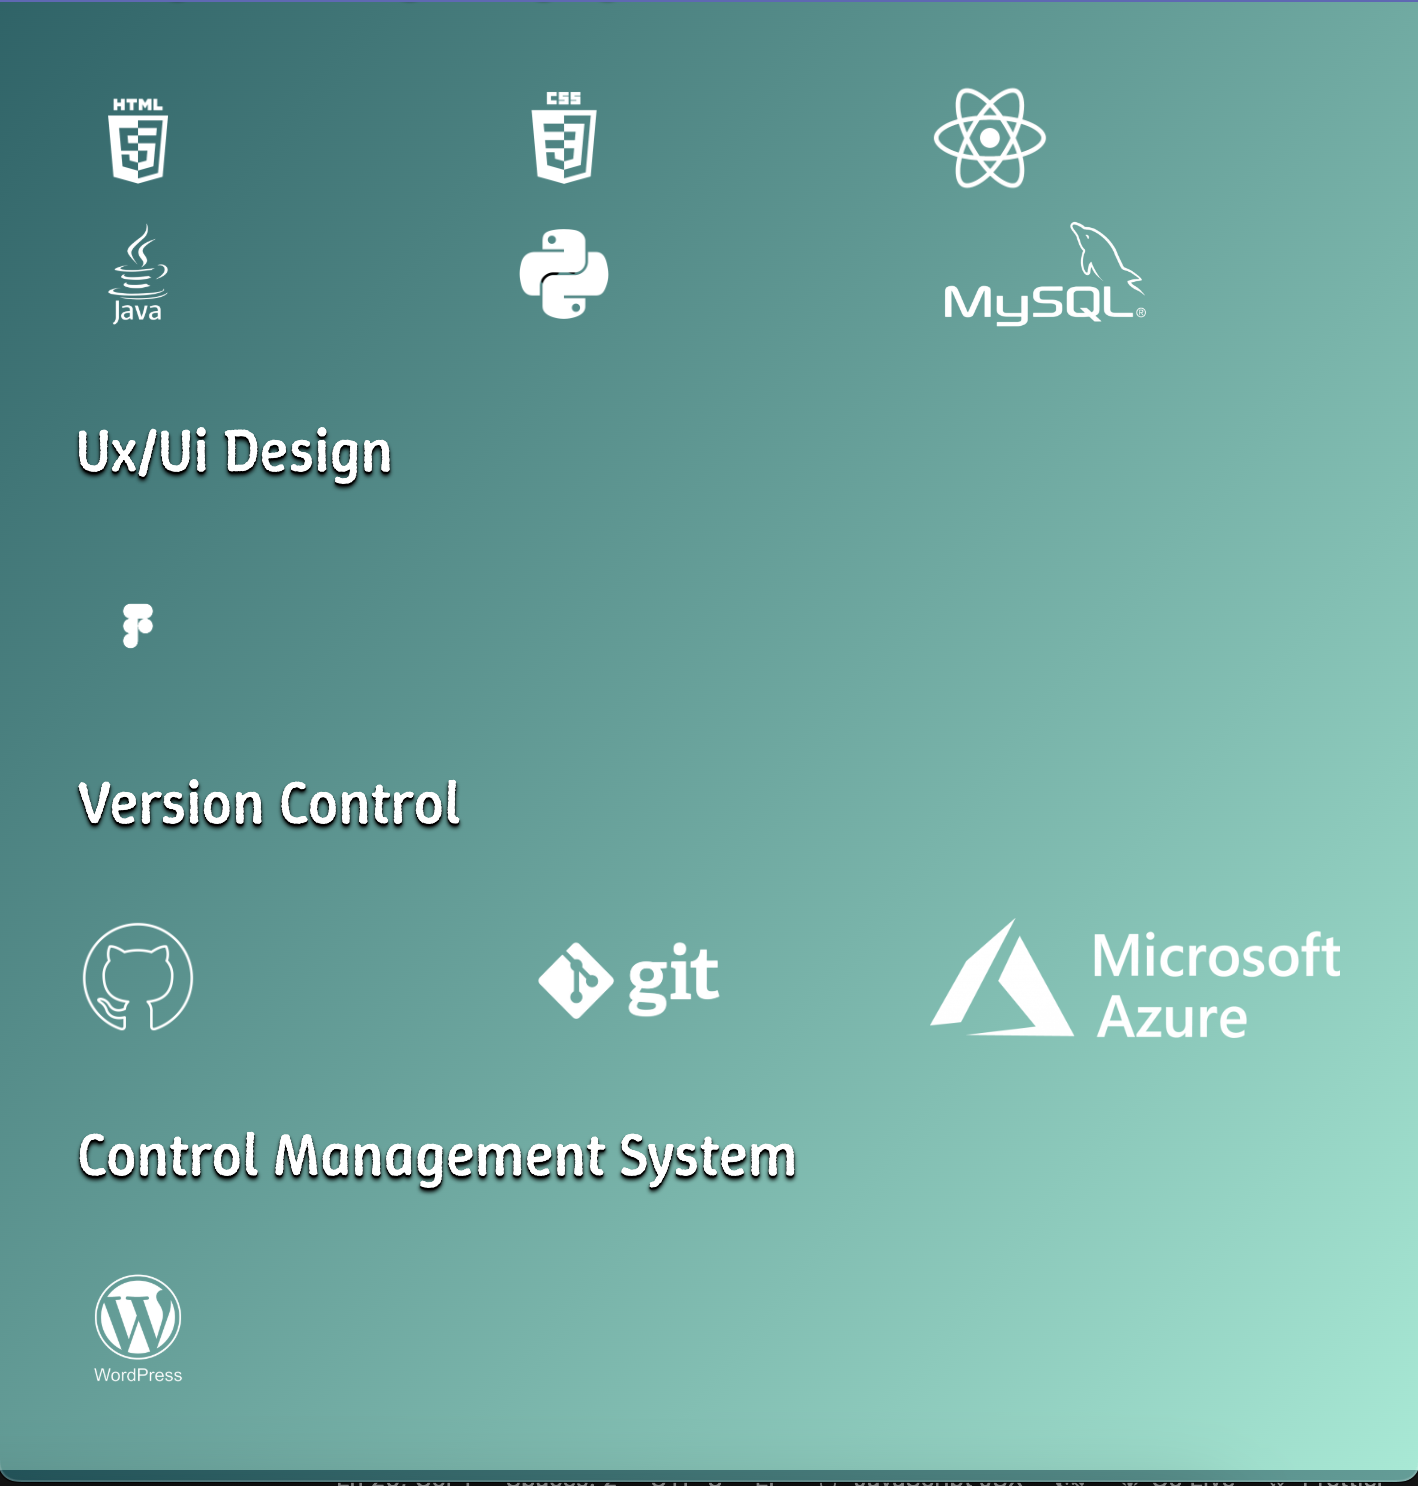 HTML
CSS
Java
MySQL®
Ux/Ui Design
Version Control
git
Microsoft
Azure
Control Management System
WordPress